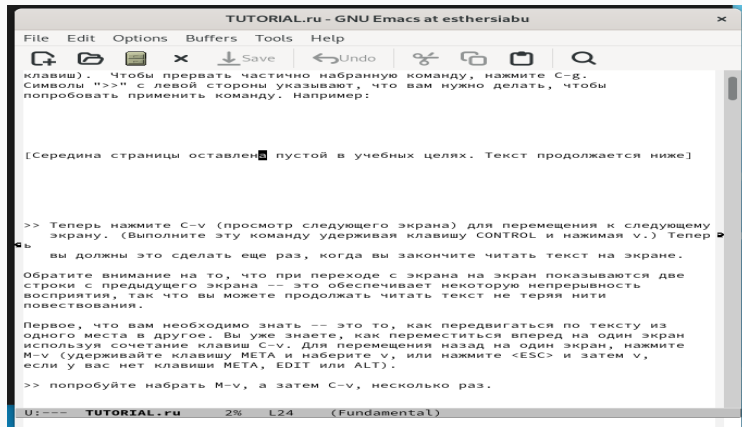 TUTORIAL.ru - GNU Emacs at esthersiabu
File Edit Options Buffers Tools Help
Save Undo
клавиш). Чтобы прервать частично набранную команду, нажмите C-g.
Символы ">>" с левой стороны указывают, что вам нужно делать, чтобы
попробовать применить команду. Например:
[Середина страницы оставлена пустой в учебных целях. Текст продолжается ниже]
>> Теперь нажмите C-v (просмотр следующего экрана) для перемещения к следующему
экрану. (Выполните эту команду удерживая клавишу CONTROL и нажимая v.) Тепер
ь
вы должны это сделать еще раз, когда вы закончите читать текст на экране.
Обратите внимание на то, что при переходе с экрана на экран показываются две
строки с предыдущего экрана -- это обеспечивает некоторую непрерывность
восприятия, так что вы можете продолжать читать текст не теряя нити
повествования.
Первое, что вам необходимо знать -- это то, как передвигаться по тексту из
одного места в другое. Вы уже знаете, как переместиться вперед на один экран
используя сочетание клавиш C-v. Для перемещения назад на один экран, нажмите
M-v (удерживайте клавишу META и наберите v, или нажмите <ESC> и затем v,
если у вас нет клавиши META, EDIT или ALT).
>> попробуйте набрать M-v, а затем C-v, несколько раз.
U:--- TUTORIAL.ru 2% L24 (Fundamental)